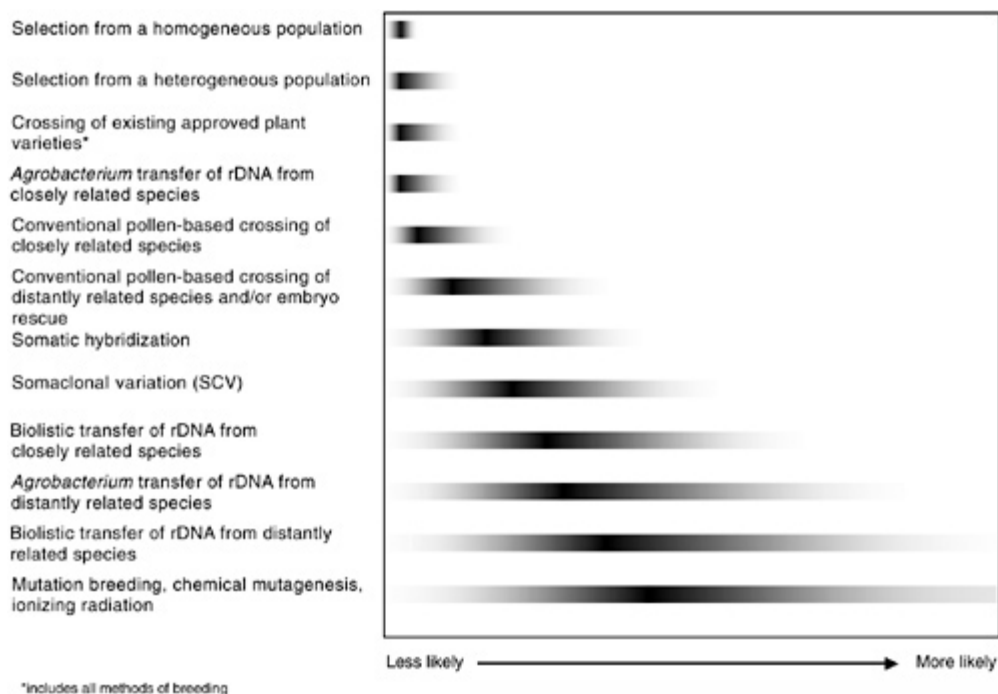 Selection from a homogeneous population
Selection from a heterogeneous population
Crossing of existing approved plant
varieties*
Agrobacterium transfer of rDNA from
closely related species
Conventional pollen-based crossing of
closely related species
Conventional pollen-based crossing of
distantly related species and/or embryo
rescue
Somatic hybridization
Somaclonal variation (SCV)
Biolistic transfer of rDNA from
closely related species
Agrobacterium transfer of rDNA from
distantly related species
Biolistic transfer of rDNA from distantly
related species
Mutation breeding, chemical mutagenesis,
ionizing radiation
Less likely More likely
*includes all methods of breeding